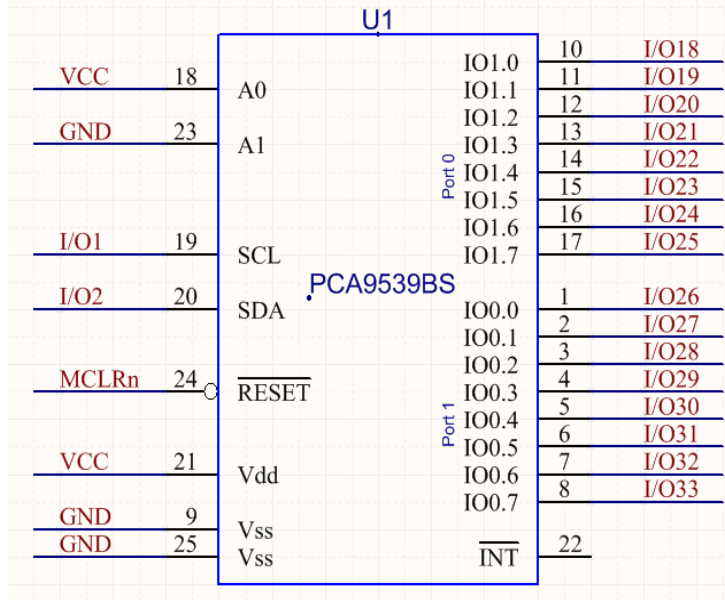 U1
VCC 18 A0
GND 23 A1
I/O1 19 SCL
I/O2 20 SDA
MCLRn 24 RESET
VCC 21 Vdd
GND 9 Vss
GND 25 Vss
PCA9539BS
Port 0
IO1.0 10 I/O18
IO1.1 11 I/O19
IO1.2 12 I/O20
IO1.3 13 I/O21
IO1.4 14 I/O22
IO1.5 15 I/O23
IO1.6 16 I/O24
IO1.7 17 I/O25
Port 1
IO0.0 1 I/O26
IO0.1 2 I/O27
IO0.2 3 I/O28
IO0.3 4 I/O29
IO0.4 5 I/O30
IO0.5 6 I/O31
IO0.6 7 I/O32
IO0.7 8 I/O33
INT 22